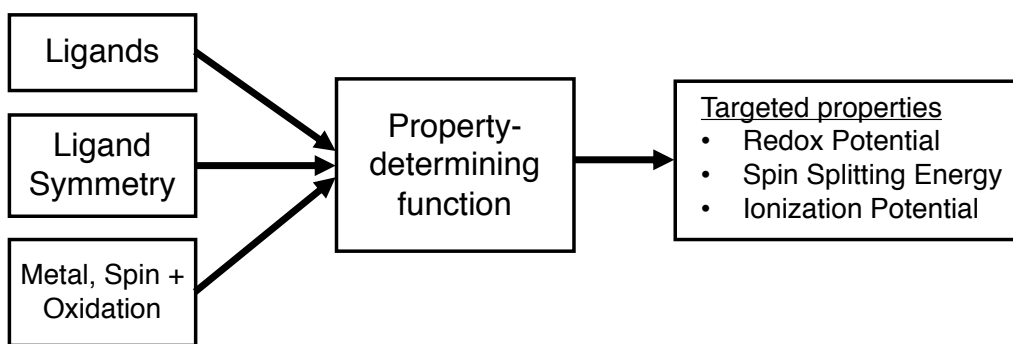 Ligands
Ligand
Symmetry
Metal, Spin +
Oxidation
Property-
determining
function
Targeted properties
• Redox Potential
• Spin Splitting Energy
• Ionization Potential